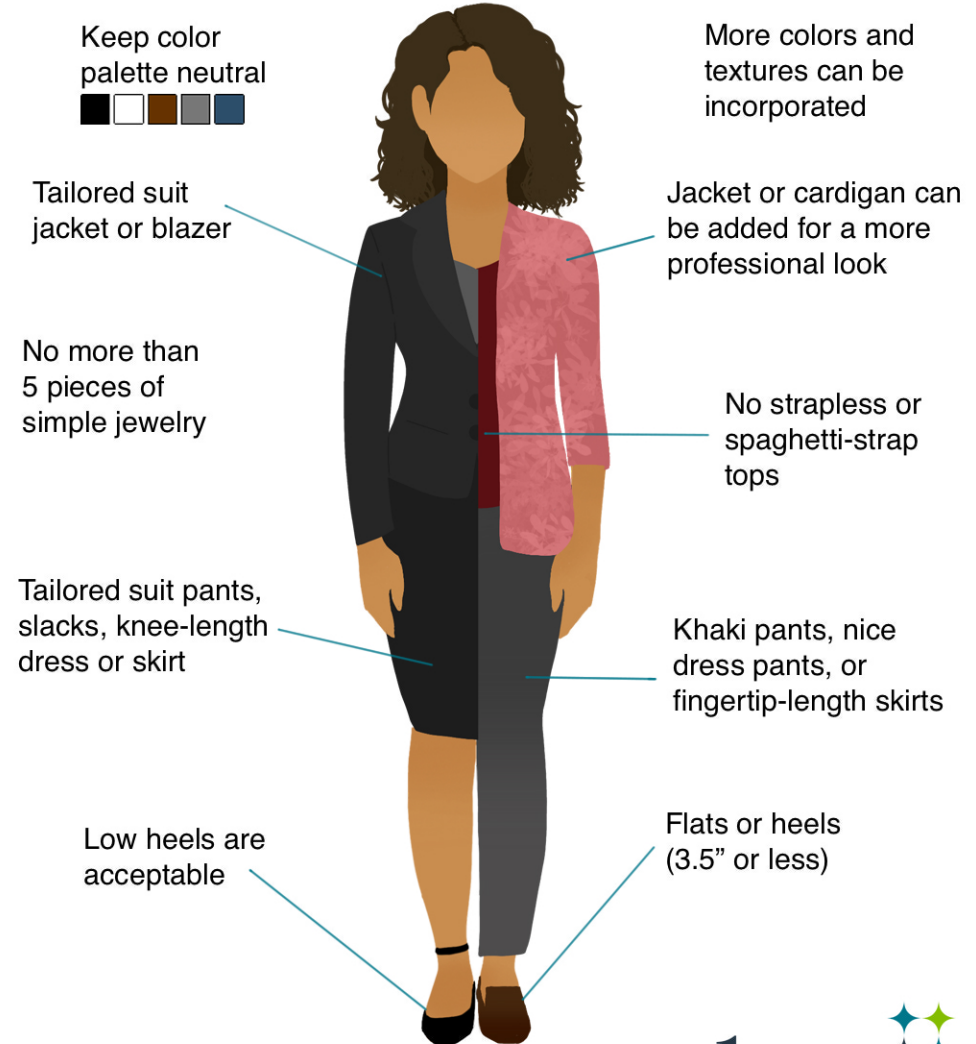 Keep color
palette neutral
Tailored suit
jacket or blazer
No more than
5 pieces of
simple jewelry
Tailored suit pants,
slacks, knee-length
dress or skirt
Low heels are
acceptable
More colors and
textures can be
incorporated
Jacket or cardigan can
be added for a more
professional look
No strapless or
spaghetti-strap
tops
Khaki pants, nice
dress pants, or
fingertip-length skirts
Flats or heels
(3.5” or less)